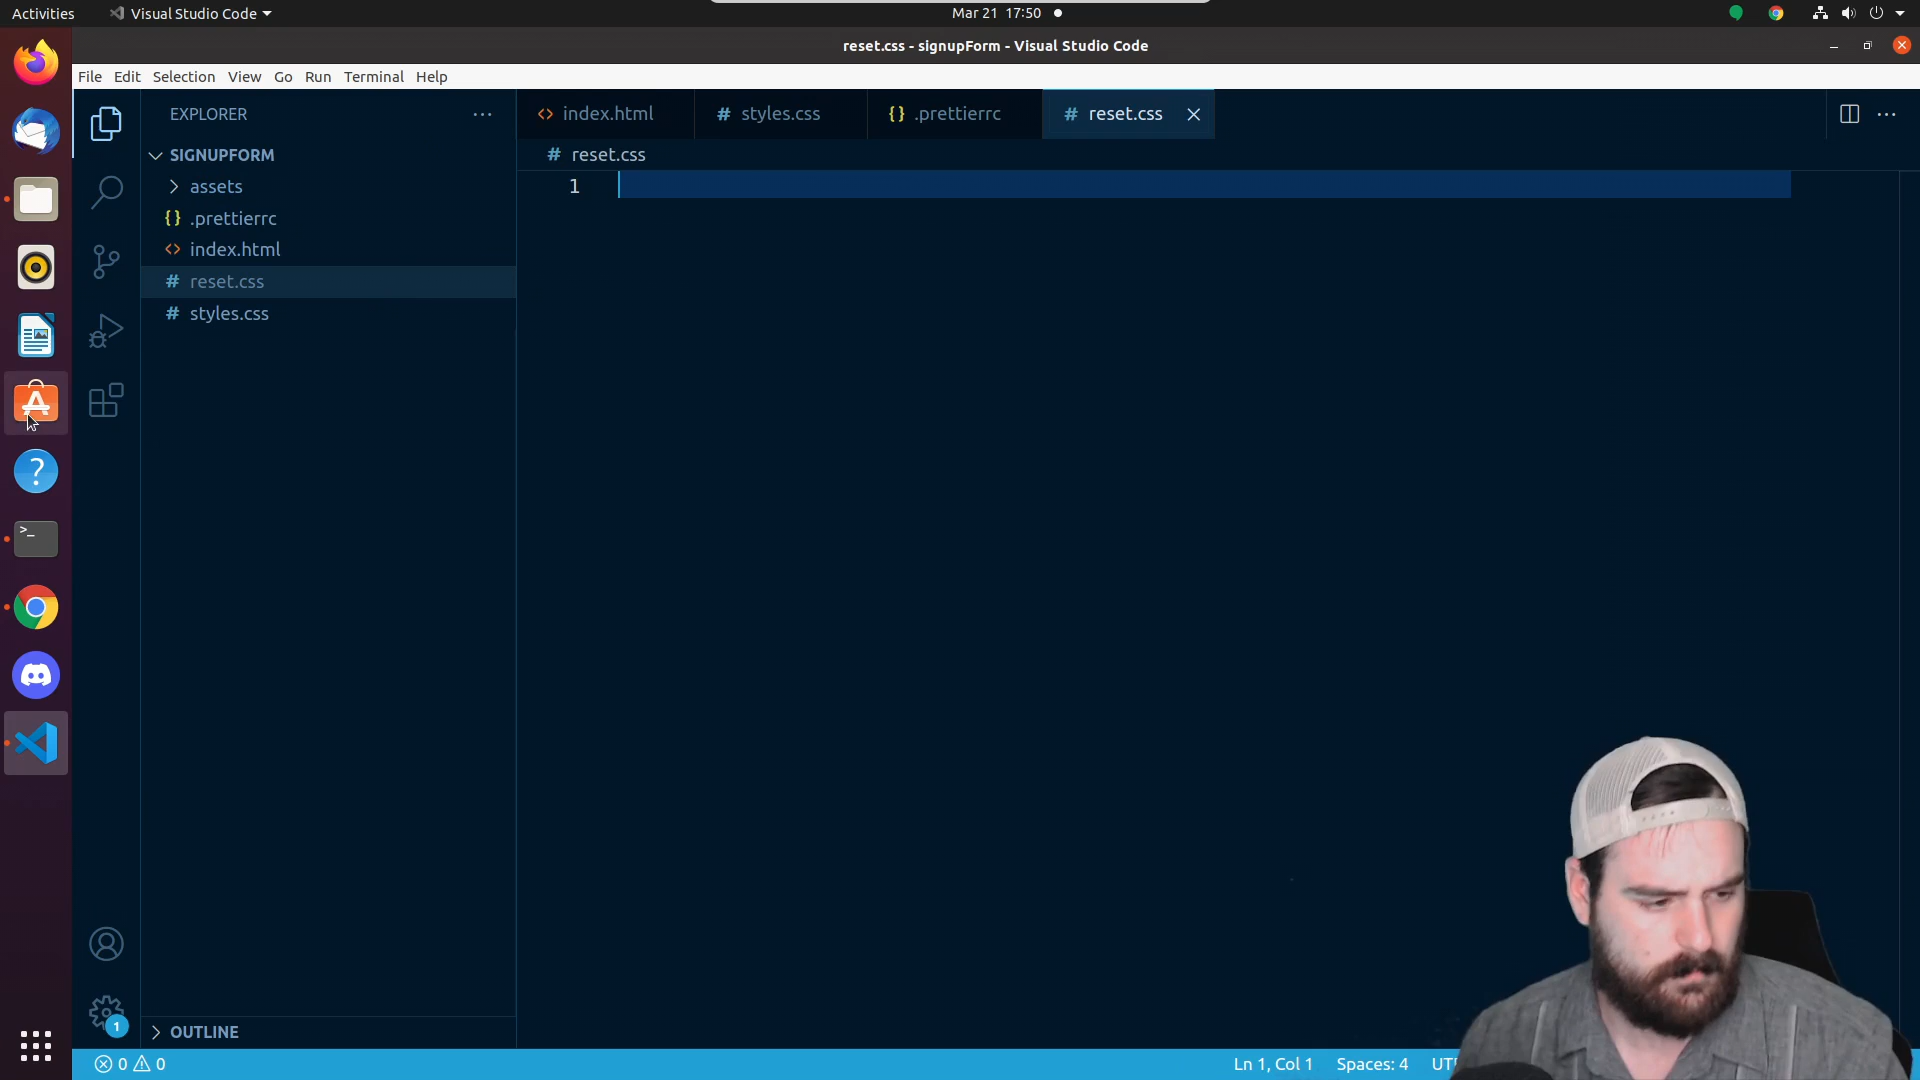 Activities
Visual Studio Code
Mar 21 17:50
reset.css - signupForm - Visual Studio Code
File Edit Selection View Go Run Terminal Help
EXPLORER
index.html
styles.css
{} .prettierrc
reset.css
SIGNUPFORM
reset.css
assets
1
{} .prettierrc
index.html
reset.css
styles.css
1
OUTLINE
0 0
Ln 1, Col 1 Spaces: 4